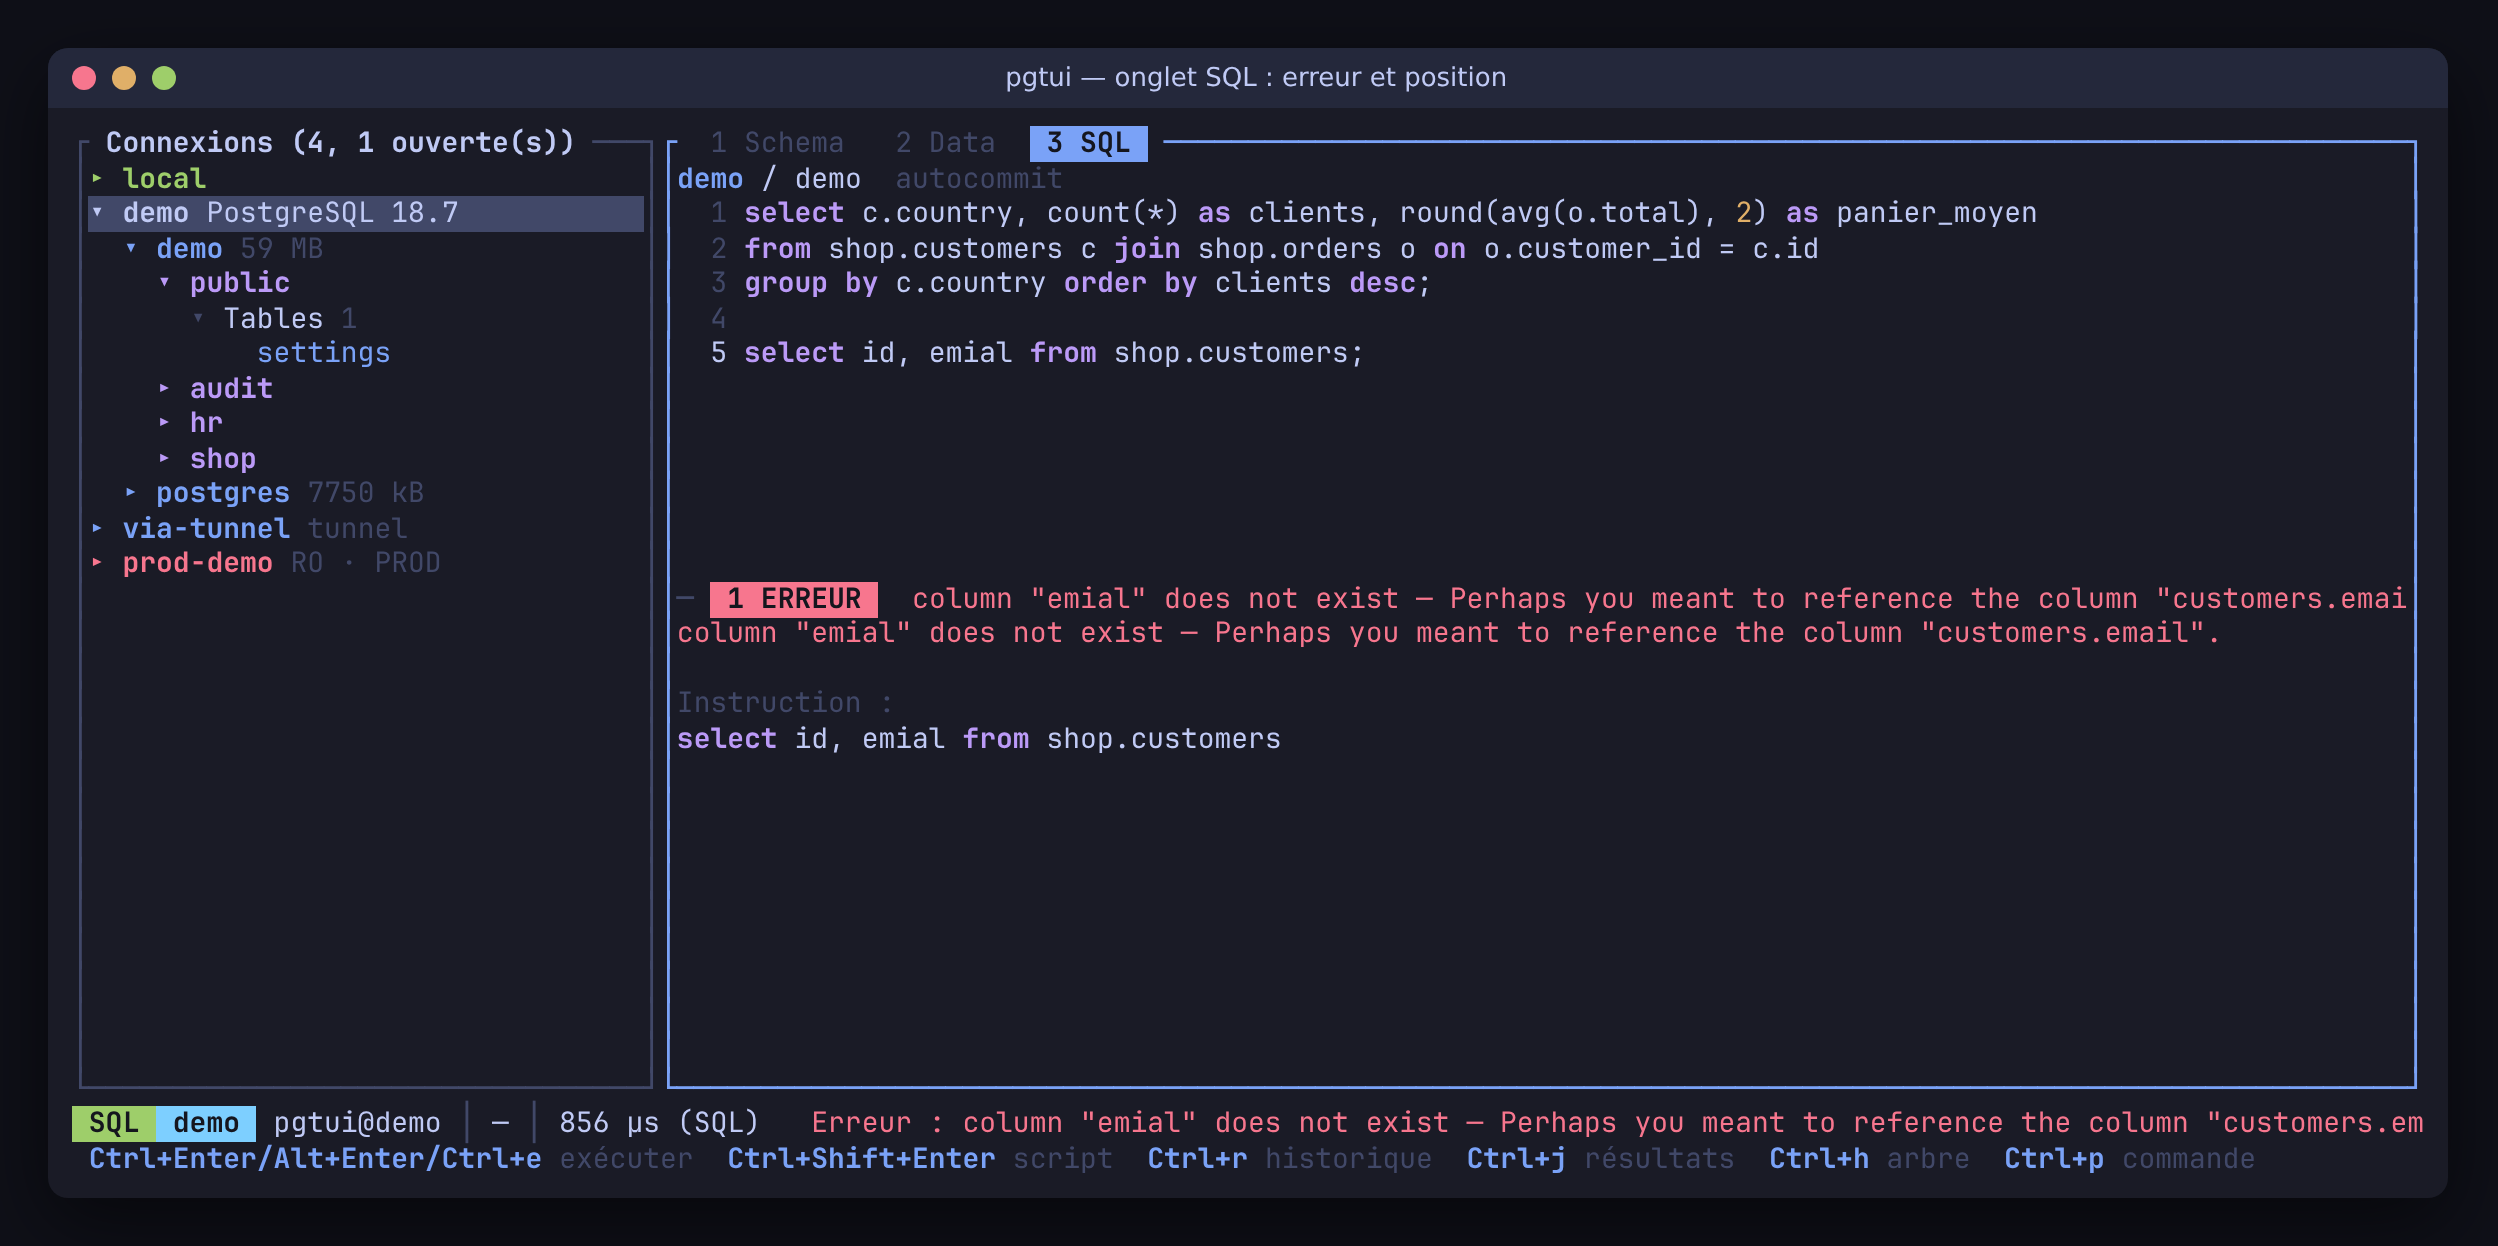 pgtui — onglet SQL : erreur et position
Connexions (4, 1 ouverte(s))
▸ local
▾ demo PostgreSQL 18.7
▾ demo 59 MB
▾ public
▾ Tables 1
settings
▸ audit
▸ hr
▸ shop
▸ postgres 7750 kB
▸ via-tunnel tunnel
▸ prod-demo RO · PROD
1 Schema 2 Data 3 SQL
demo / demo autocommit
1 select c.country, count(*) as clients, round(avg(o.total), 2) as panier_moyen
2 from shop.customers c join shop.orders o on o.customer_id = c.id
3 group by c.country order by clients desc;
4
5 select id, emial from shop.customers;
— 1 ERREUR column "emial" does not exist — Perhaps you meant to reference the column "customers.emai
column "emial" does not exist — Perhaps you meant to reference the column "customers.email".
Instruction :
select id, emial from shop.customers
SQL demo pgtui@demo │ — │ 856 µs (SQL) Erreur : column "emial" does not exist — Perhaps you meant to reference the column "customers.em
Ctrl+Enter/Alt+Enter/Ctrl+e exécuter Ctrl+Shift+Enter script Ctrl+r historique Ctrl+j résultats Ctrl+h arbre Ctrl+p commande